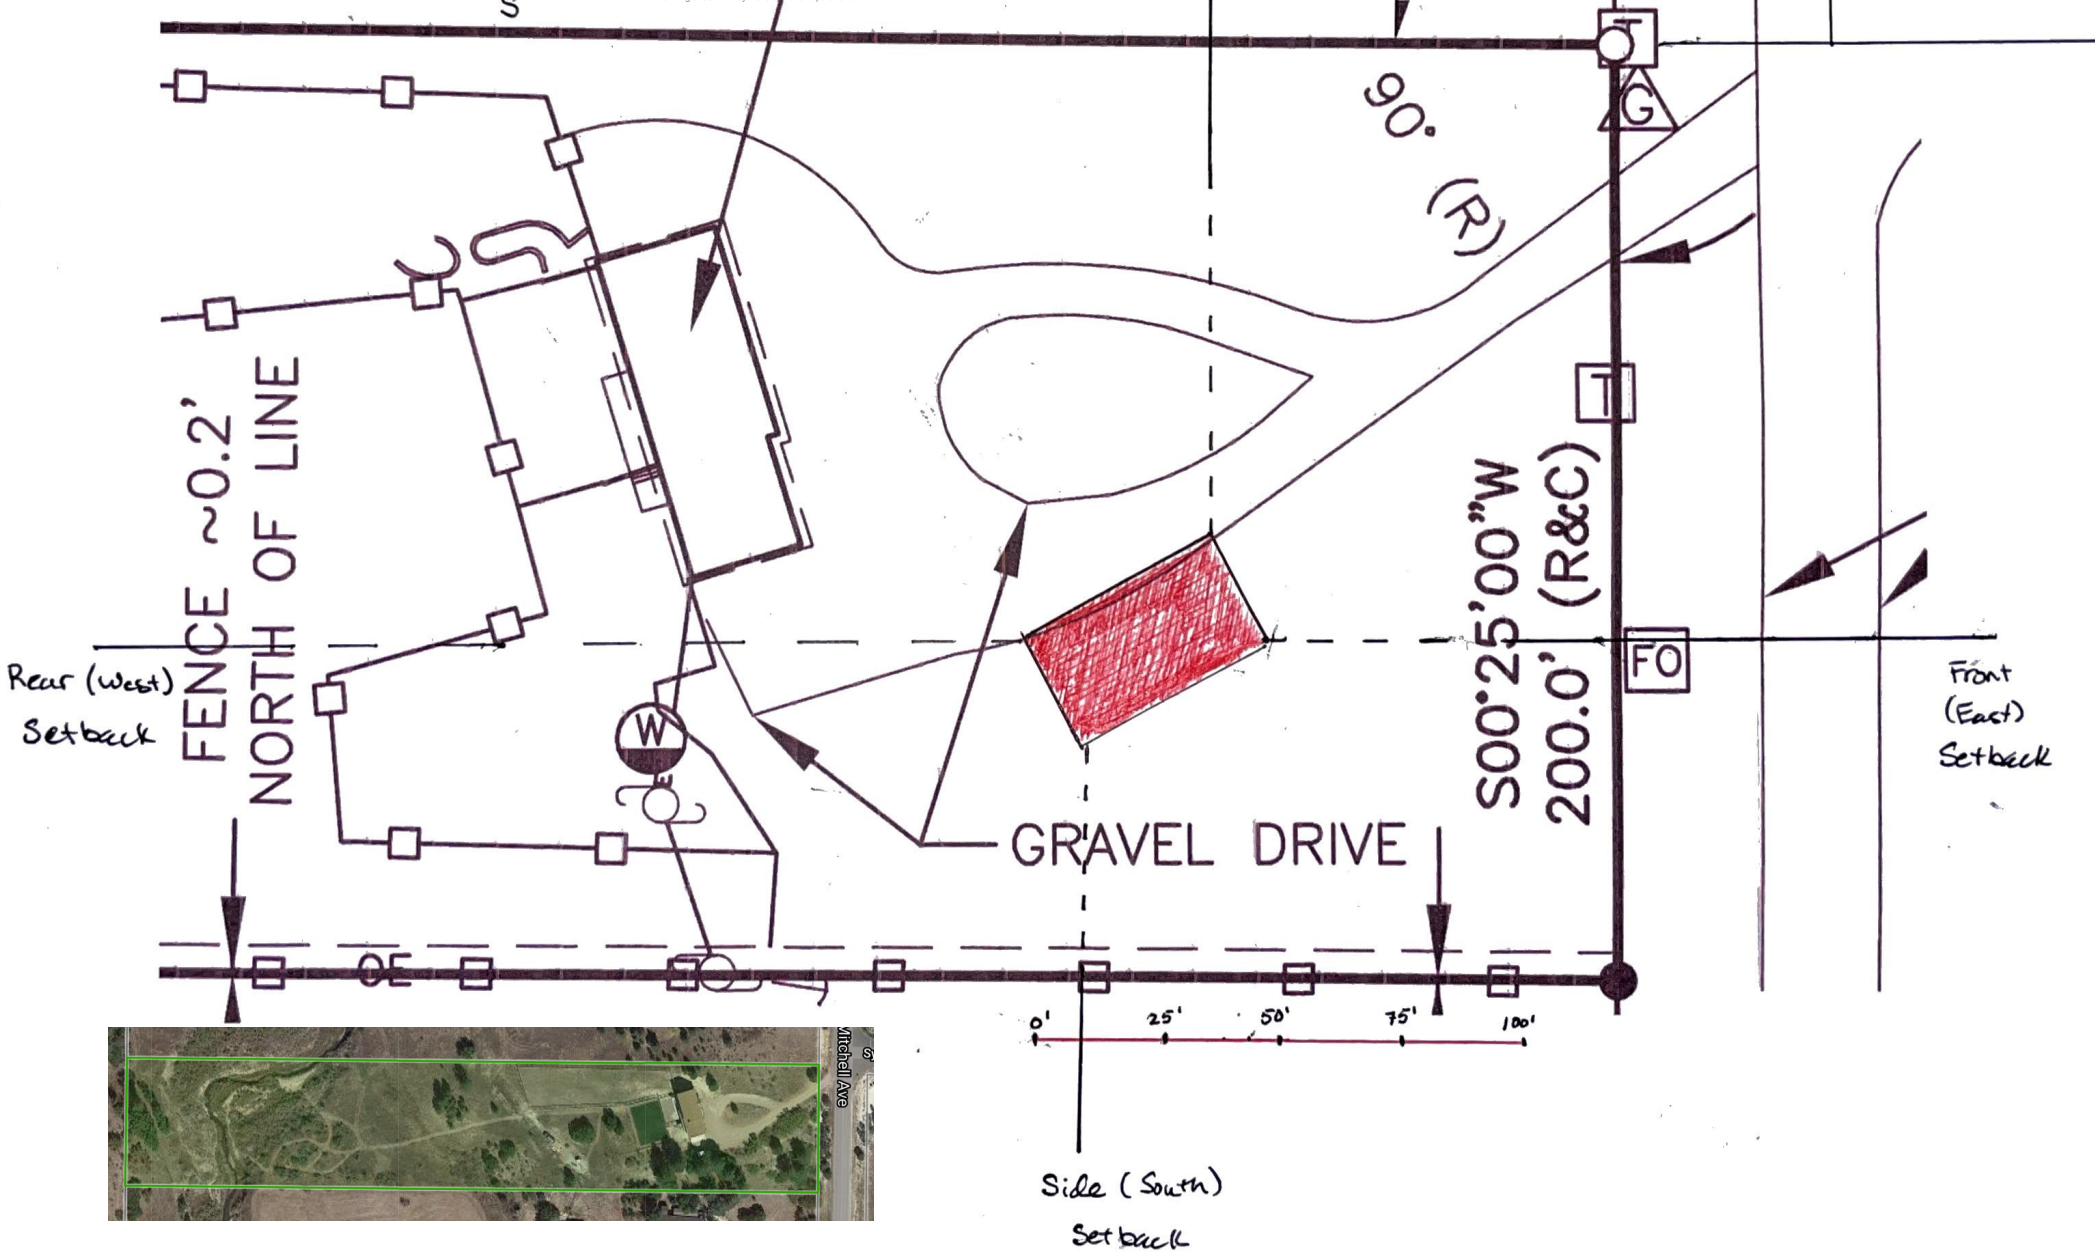 S
T
G
90° (R)
FENCE ~0.2'
NORTH OF LINE
T
S00°25'00"W
200.0' (R&C)
FO
Rear (West)
Setback
Front
(East)
Setback
W
E
GRAVEL DRIVE
OE
0' 25' 50' 75' 100'
Mitchell Ave
Side (South)
Setback